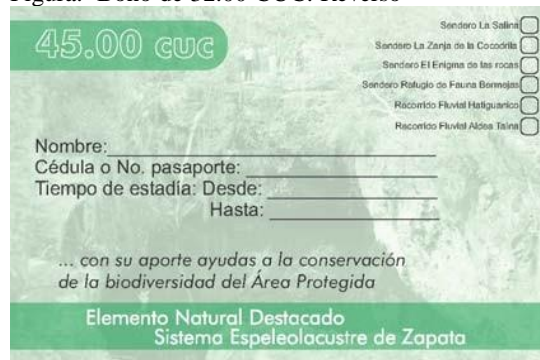 Figura: Bono de 32.00 CUC. Reverso
45.00 CUC
Sendero La Salina
Sendero La Zanja de la Cocodrila
Sendero El Enigma de las rocas
Sendero Refugio de Fauna Bermejas
Recorrido Fluvial Hatiguanico
Recorrido Fluvial Aldea Taina
Nombre:
Cédula o No. pasaporte:
Tiempo de estadía: Desde:
Hasta:
... con su aporte ayudas a la conservación
de la biodiversidad del Área Protegida
Elemento Natural Destacado
Sistema Espeleolacustre de Zapata